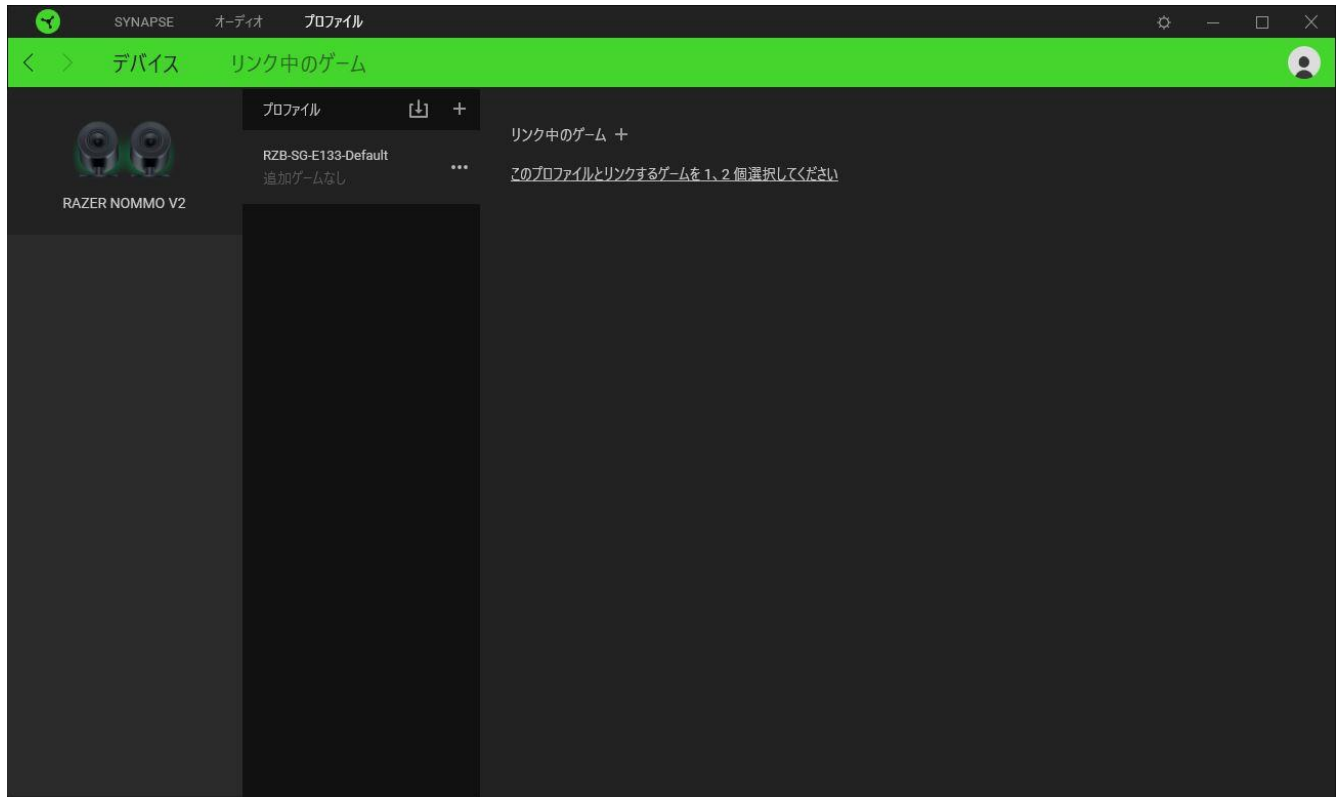 SYNAPSE オーディオ プロファイル
デバイス リンク中のゲーム
RAZER NOMMO V2
プロファイル
RZB-SG-E133-Default
追加ゲームなし
リンク中のゲーム
このプロファイルとリンクするゲームを 1、2 個選択してください